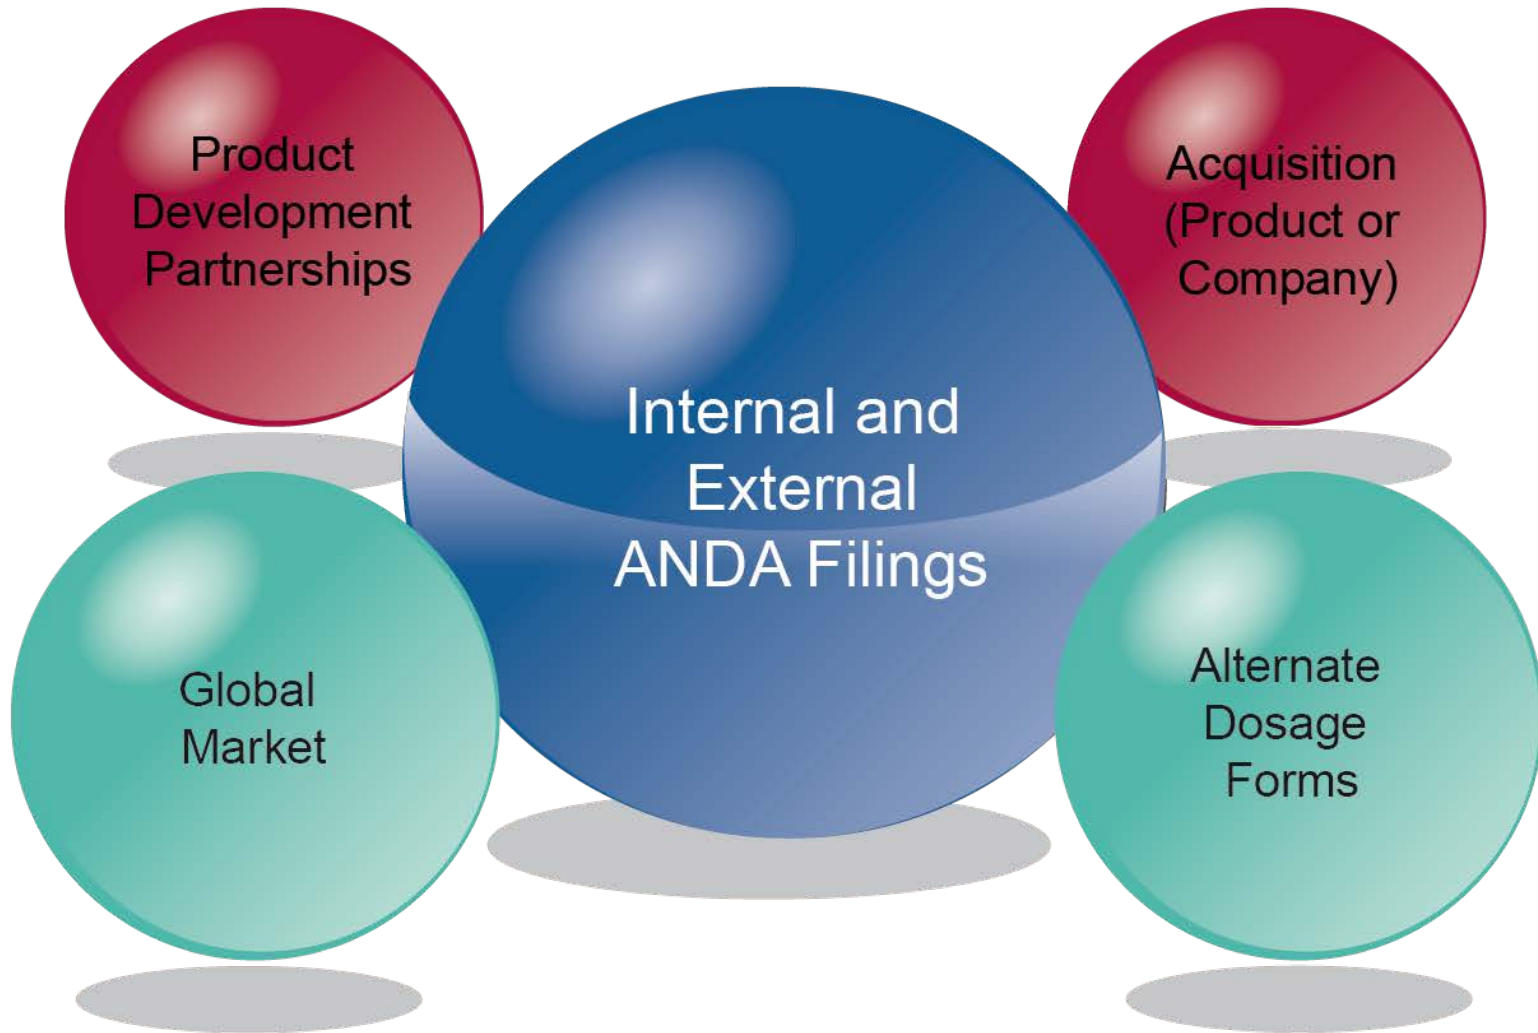 Product
Development
Partnerships
Acquisition
(Product or
Company)
Internal and
External
ANDA Filings
Global
Market
Alternate
Dosage
Forms